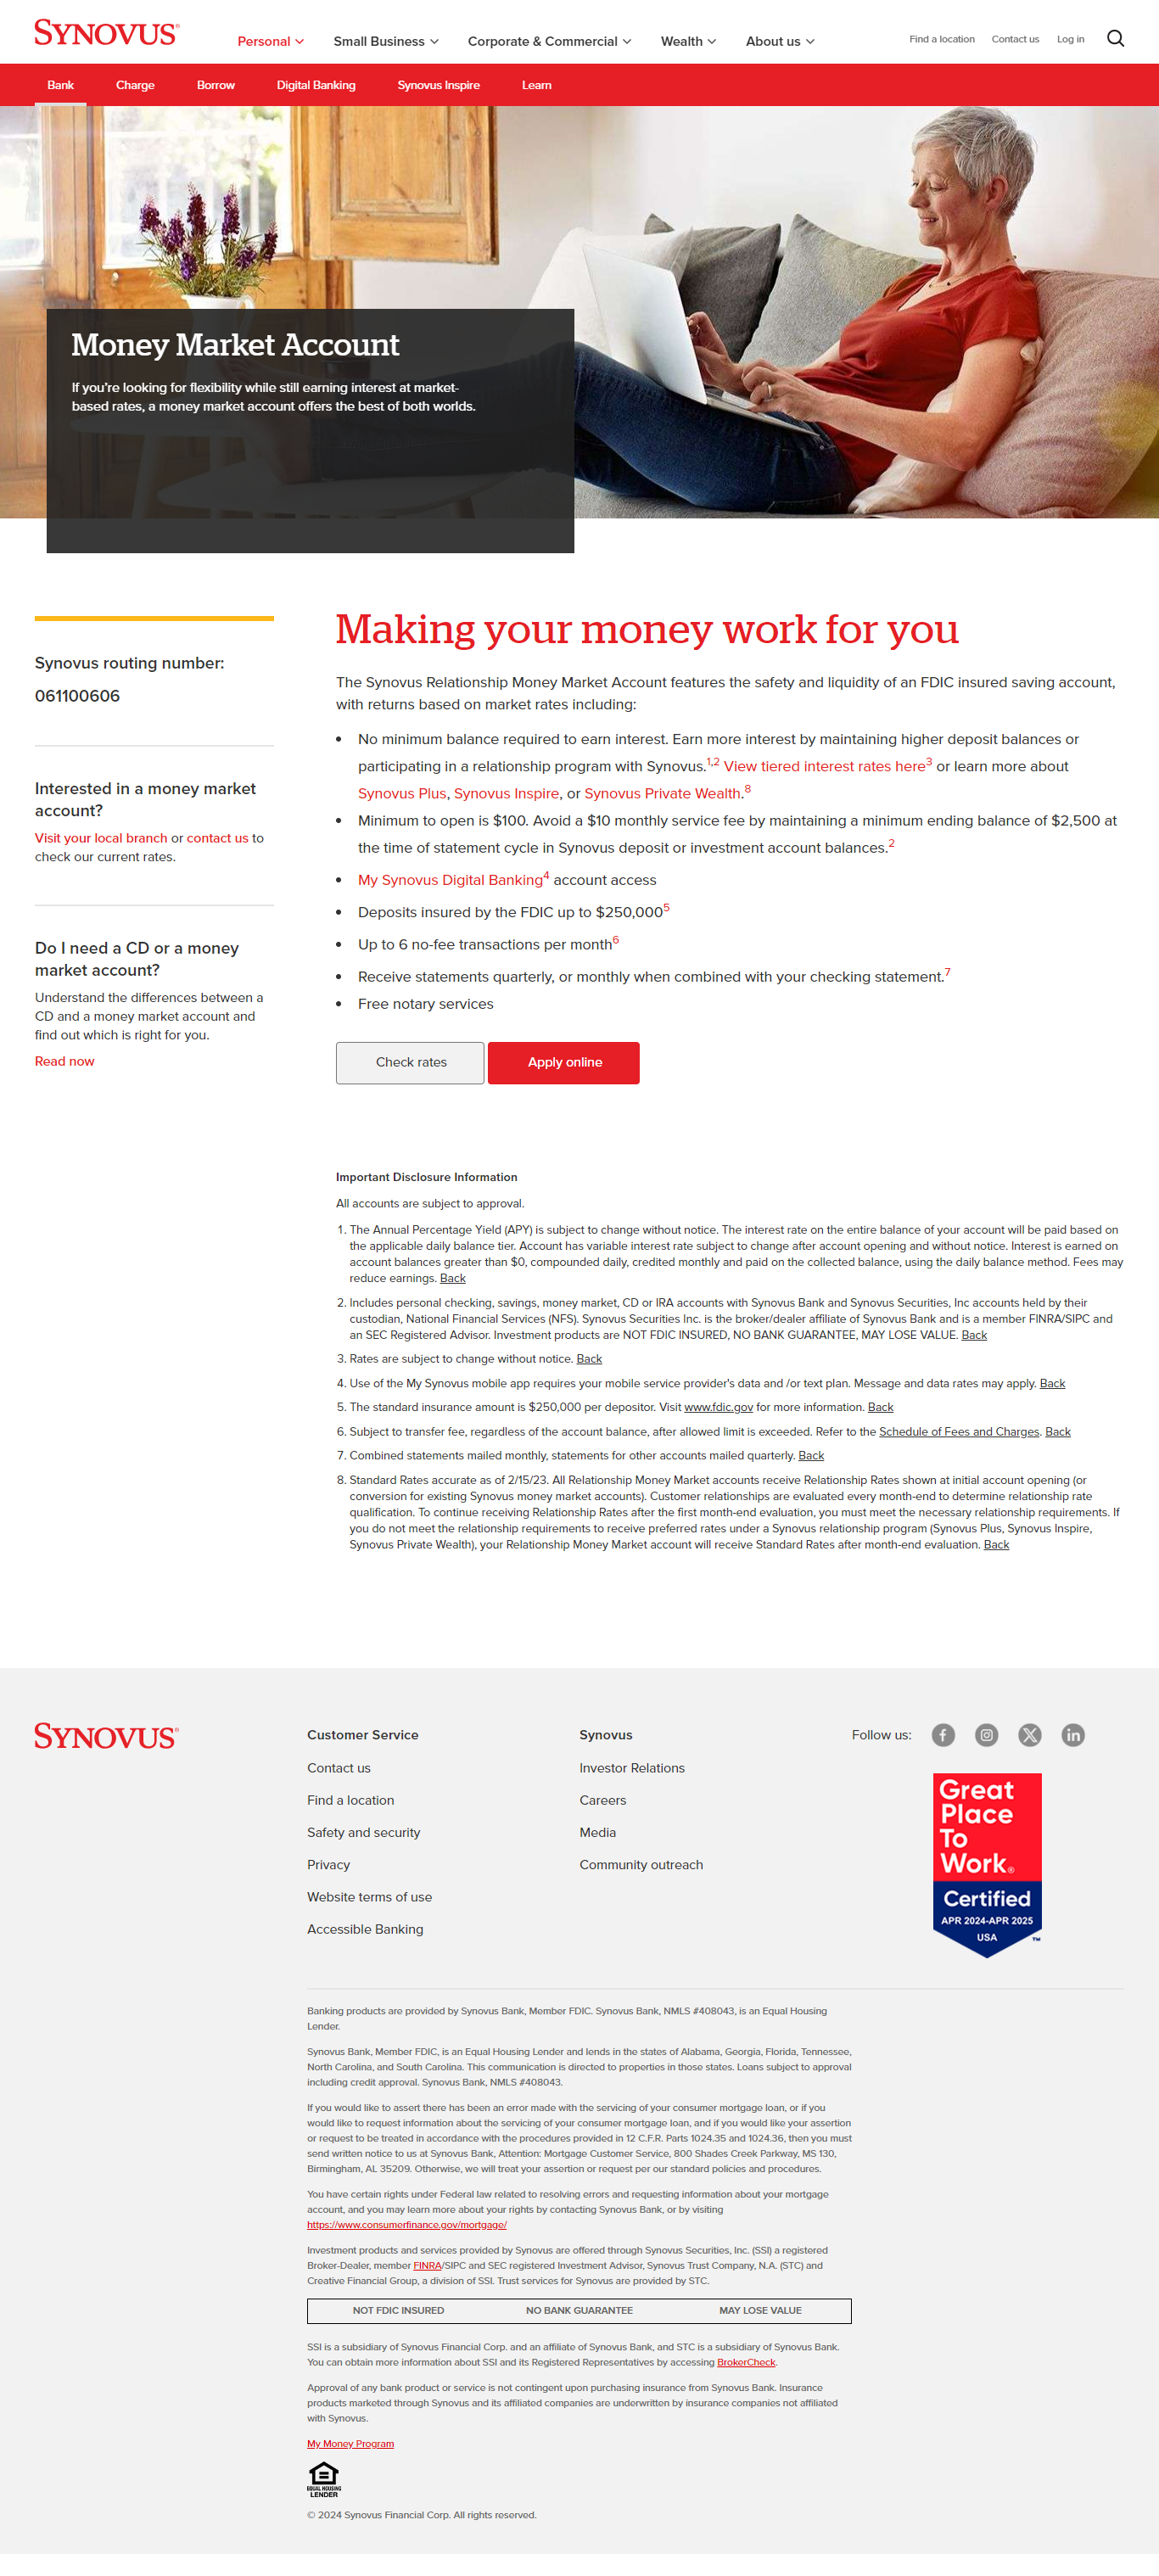 SYNOVUS®
Personal
Small Business
Corporate & Commercial
Wealth
About us
Find a location
Contact us
Log in
Bank
Charge
Borrow
Digital Banking
Synovus Inspire
Learn
Money Market Account
If you're looking for flexibility while still earning interest at market-
based rates, a money market account offers the best of both worlds.
Synovus routing number:
061100606
Interested in a money market
account?
Visit your local branch or contact us to
check our current rates.
Do I need a CD or a money
market account?
Understand the differences between a
CD and a money market account and
find out which is right for you.
Read now
Making your money work for you
The Synovus Relationship Money Market Account features the safety and liquidity of an FDIC insured saving account,
with returns based on market rates including:
• No minimum balance required to earn interest. Earn more interest by maintaining higher deposit balances or
participating in a relationship program with Synovus.1,2 View tiered interest rates here3 or learn more about
Synovus Plus, Synovus Inspire, or Synovus Private Wealth.8
• Minimum to open is $100. Avoid a $10 monthly service fee by maintaining a minimum ending balance of $2,500 at
the time of statement cycle in Synovus deposit or investment account balances.2
• My Synovus Digital Banking4 account access
• Deposits insured by the FDIC up to $250,0005
• Up to 6 no-fee transactions per month6
• Receive statements quarterly, or monthly when combined with your checking statement.7
• Free notary services
Check rates
Apply online
Important Disclosure Information
All accounts are subject to approval.
1. The Annual Percentage Yield (APY) is subject to change without notice. The interest rate on the entire balance of your account will be paid based on
the applicable daily balance tier. Account has variable interest rate subject to change after account opening and without notice. Interest is earned on
account balances greater than $0, compounded daily, credited monthly and paid on the collected balance, using the daily balance method. Fees may
reduce earnings. Back
2. Includes personal checking, savings, money market, CD or IRA accounts with Synovus Bank and Synovus Securities, Inc accounts held by their
custodian, National Financial Services (NFS). Synovus Securities Inc. is the broker/dealer affiliate of Synovus Bank and is a member FINRA/SIPC and
an SEC Registered Advisor. Investment products are NOT FDIC INSURED, NO BANK GUARANTEE, MAY LOSE VALUE. Back
3. Rates are subject to change without notice. Back
4. Use of the My Synovus mobile app requires your mobile service provider's data and /or text plan. Message and data rates may apply. Back
5. The standard insurance amount is $250,000 per depositor. Visit www.fdic.gov for more information. Back
6. Subject to transfer fee, regardless of the account balance, after allowed limit is exceeded. Refer to the Schedule of Fees and Charges. Back
7. Combined statements mailed monthly, statements for other accounts mailed quarterly. Back
8. Standard Rates accurate as of 2/15/23. All Relationship Money Market accounts receive Relationship Rates shown at initial account opening (or
conversion for existing Synovus money market accounts). Customer relationships are evaluated every month-end to determine relationship rate
qualification. To continue receiving Relationship Rates after the first month-end evaluation, you must meet the necessary relationship requirements. If
you do not meet the relationship requirements to receive preferred rates under a Synovus relationship program (Synovus Plus, Synovus Inspire,
Synovus Private Wealth), your Relationship Money Market account will receive Standard Rates after month-end evaluation. Back
SYNOVUS®
Customer Service
Contact us
Find a location
Safety and security
Privacy
Website terms of use
Accessible Banking
Synovus
Investor Relations
Careers
Media
Community outreach
Follow us:
Great
Place
To
Work®
Certified
APR 2024-APR 2025
USA
™
Banking products are provided by Synovus Bank, Member FDIC. Synovus Bank, NMLS #408043, is an Equal Housing
Lender.
Synovus Bank, Member FDIC, is an Equal Housing Lender and lends in the states of Alabama, Georgia, Florida, Tennessee,
North Carolina, and South Carolina. This communication is directed to properties in those states. Loans subject to approval
including credit approval. Synovus Bank, NMLS #408043.
If you would like to assert there has been an error made with the servicing of your consumer mortgage loan, or if you
would like to request information about the servicing of your consumer mortgage loan, and if you would like your assertion
or request to be treated in accordance with the procedures provided in 12 C.F.R. Parts 1024.35 and 1024.36, then you must
send written notice to us at Synovus Bank, Attention: Mortgage Customer Service, 800 Shades Creek Parkway, MS 130,
Birmingham, AL 35209. Otherwise, we will treat your assertion or request per our standard policies and procedures.
You have certain rights under Federal law related to resolving errors and requesting information about your mortgage
account, and you may learn more about your rights by contacting Synovus Bank, or by visiting
https://www.consumerfinance.gov/mortgage/
Investment products and services provided by Synovus are offered through Synovus Securities, Inc. (SSI) a registered
Broker-Dealer, member FINRA/SIPC and SEC registered Investment Advisor, Synovus Trust Company, N.A. (STC) and
Creative Financial Group, a division of SSI. Trust services for Synovus are provided by STC.
NOT FDIC INSURED
NO BANK GUARANTEE
MAY LOSE VALUE
SSI is a subsidiary of Synovus Financial Corp. and an affiliate of Synovus Bank, and STC is a subsidiary of Synovus Bank.
You can obtain more information about SSI and its Registered Representatives by accessing BrokerCheck.
Approval of any bank product or service is not contingent upon purchasing insurance from Synovus Bank. Insurance
products marketed through Synovus and its affiliated companies are underwritten by insurance companies not affiliated
with Synovus.
My Money Program
EQUAL HOUSING
LENDER
© 2024 Synovus Financial Corp. All rights reserved.